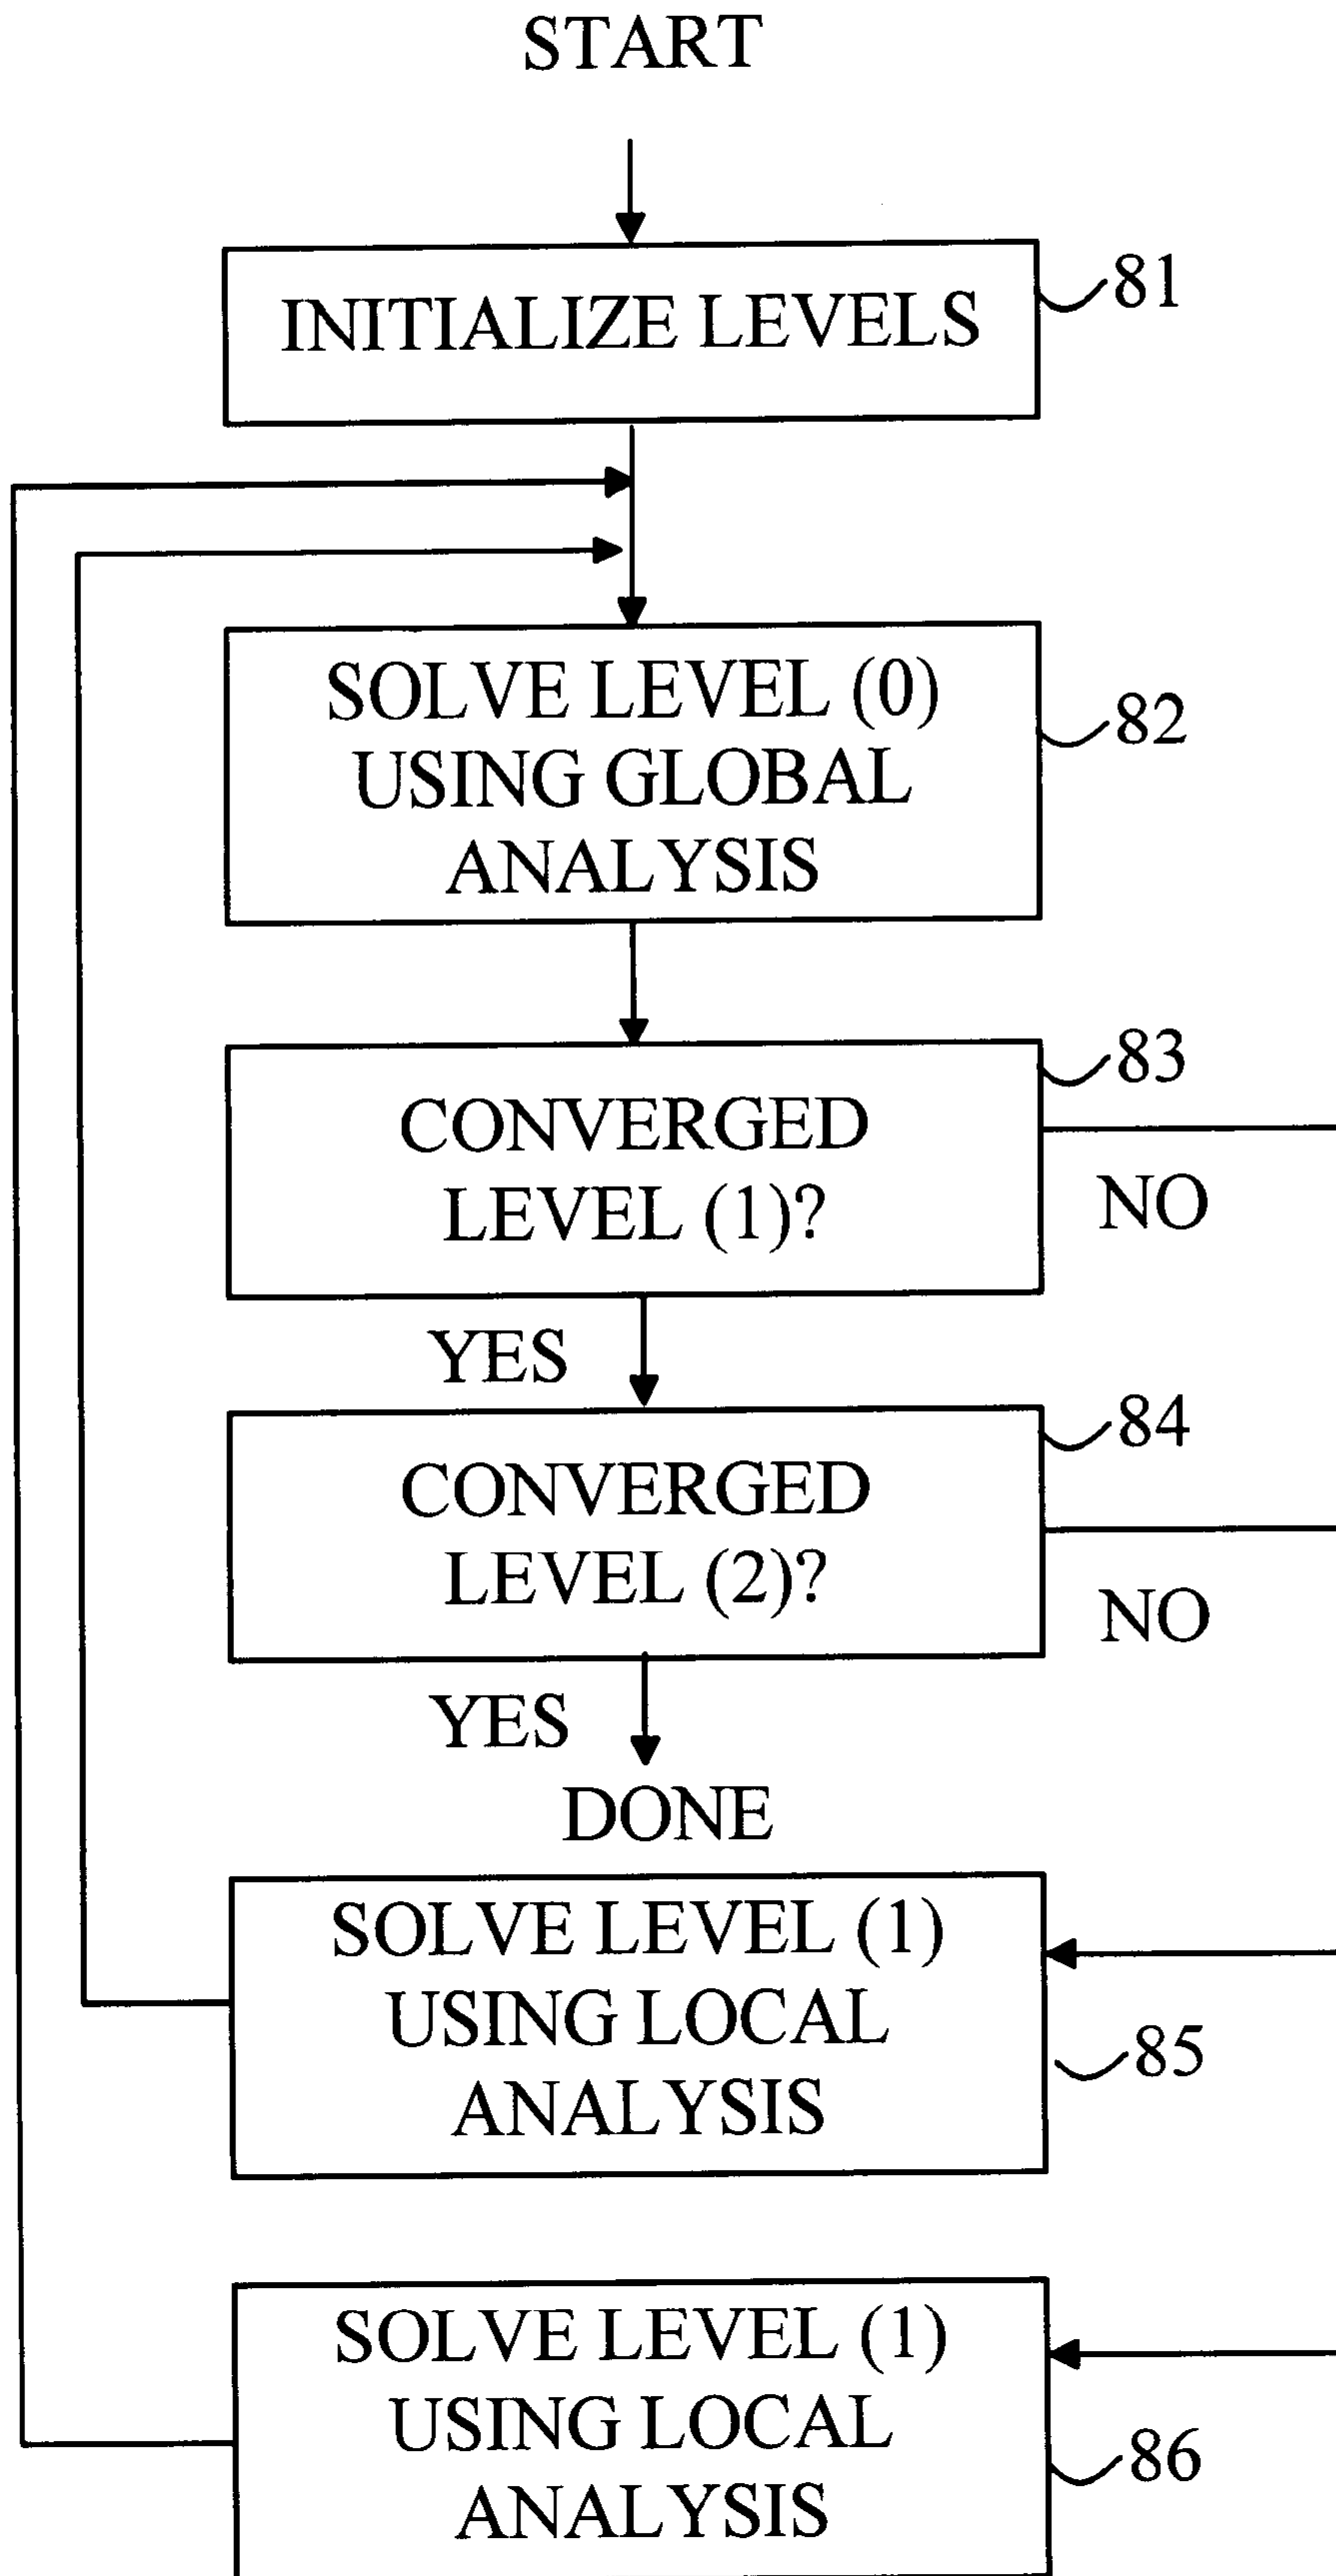 START
INITIALIZE LEVELS
81
SOLVE LEVEL (0)
USING GLOBAL
ANALYSIS
82
CONVERGED
LEVEL (1)?
83
NO
YES
CONVERGED
LEVEL (2)?
84
NO
YES
DONE
SOLVE LEVEL (1)
USING LOCAL
ANALYSIS
85
SOLVE LEVEL (1)
USING LOCAL
ANALYSIS
86